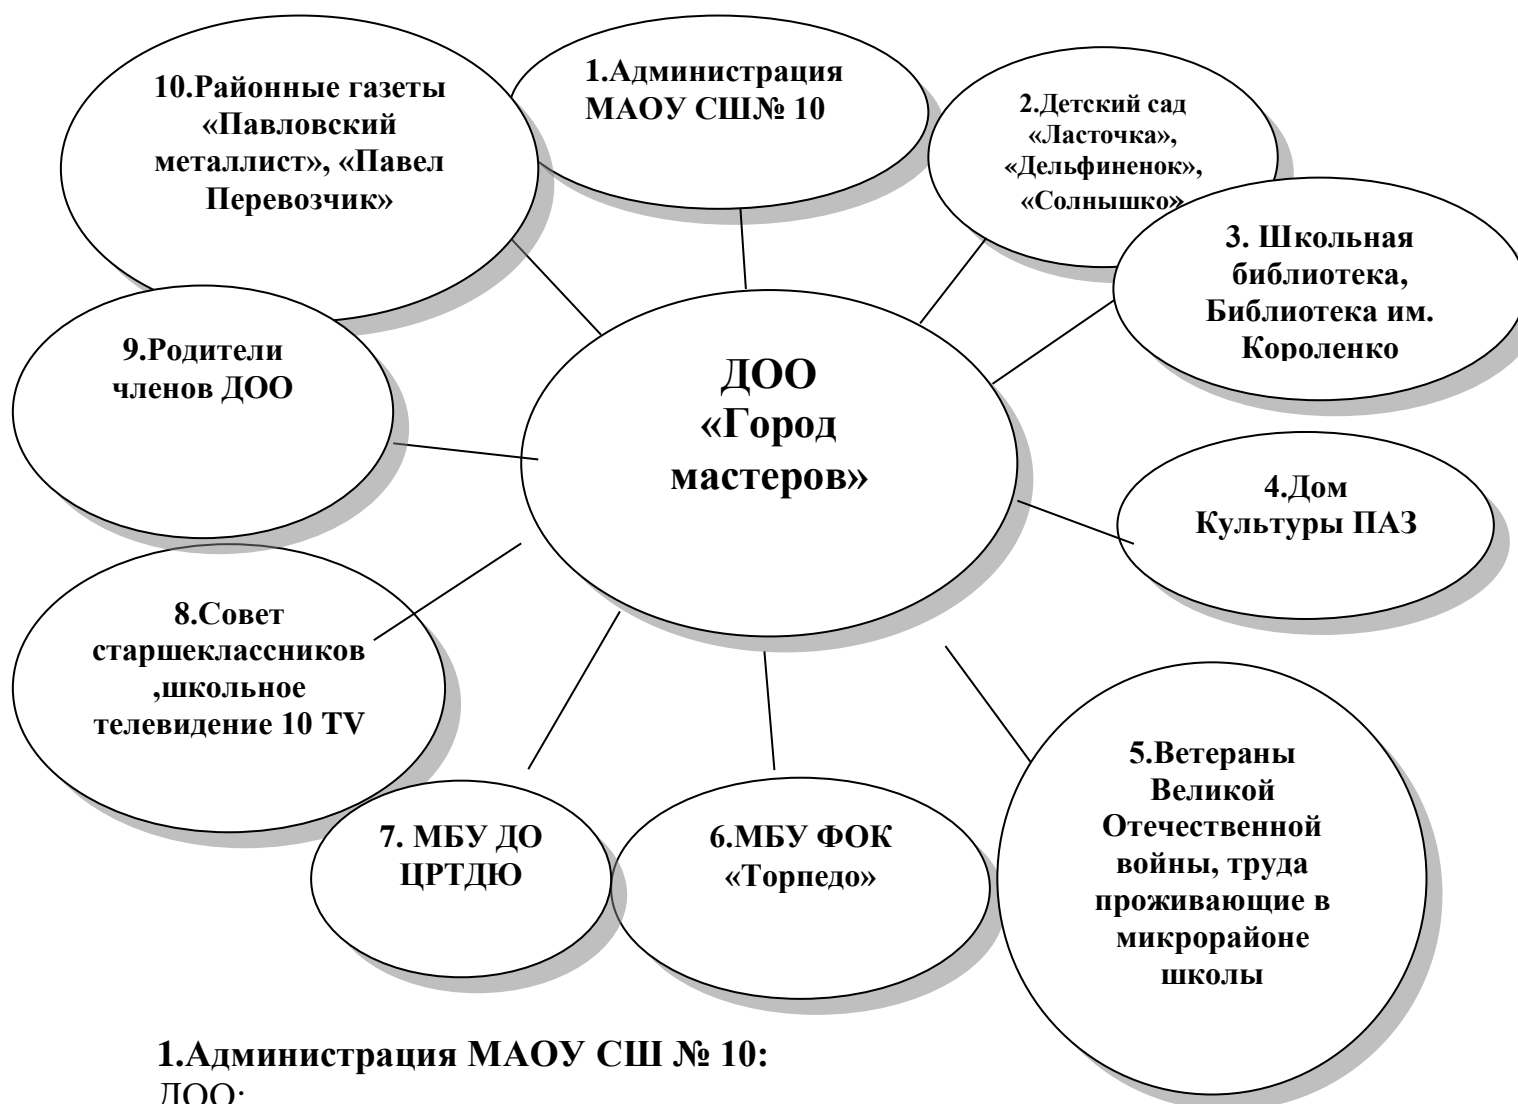 1.Администрация
МАОУ СШ№ 10
2.Детский сад
«Ласточка»,
«Дельфиненок»,
«Солнышко»
3. Школьная
библиотека,
Библиотека им.
Короленко
4.Дом
Культуры ПАЗ
5.Ветераны
Великой
Отечественной
войны, труда
проживающие в
микрорайоне
школы
6.МБУ ФОК
«Торпедо»
7. МБУ ДО
ЦРТДЮ
8.Совет
старшеклассников
,школьное
телевидение 10 TV
9.Родители
членов ДОО
10.Районные газеты
«Павловский
металлист», «Павел
Перевозчик»
ДОО
«Город
мастеров»
1.Администрация МАОУ СШ № 10:
ДОО: